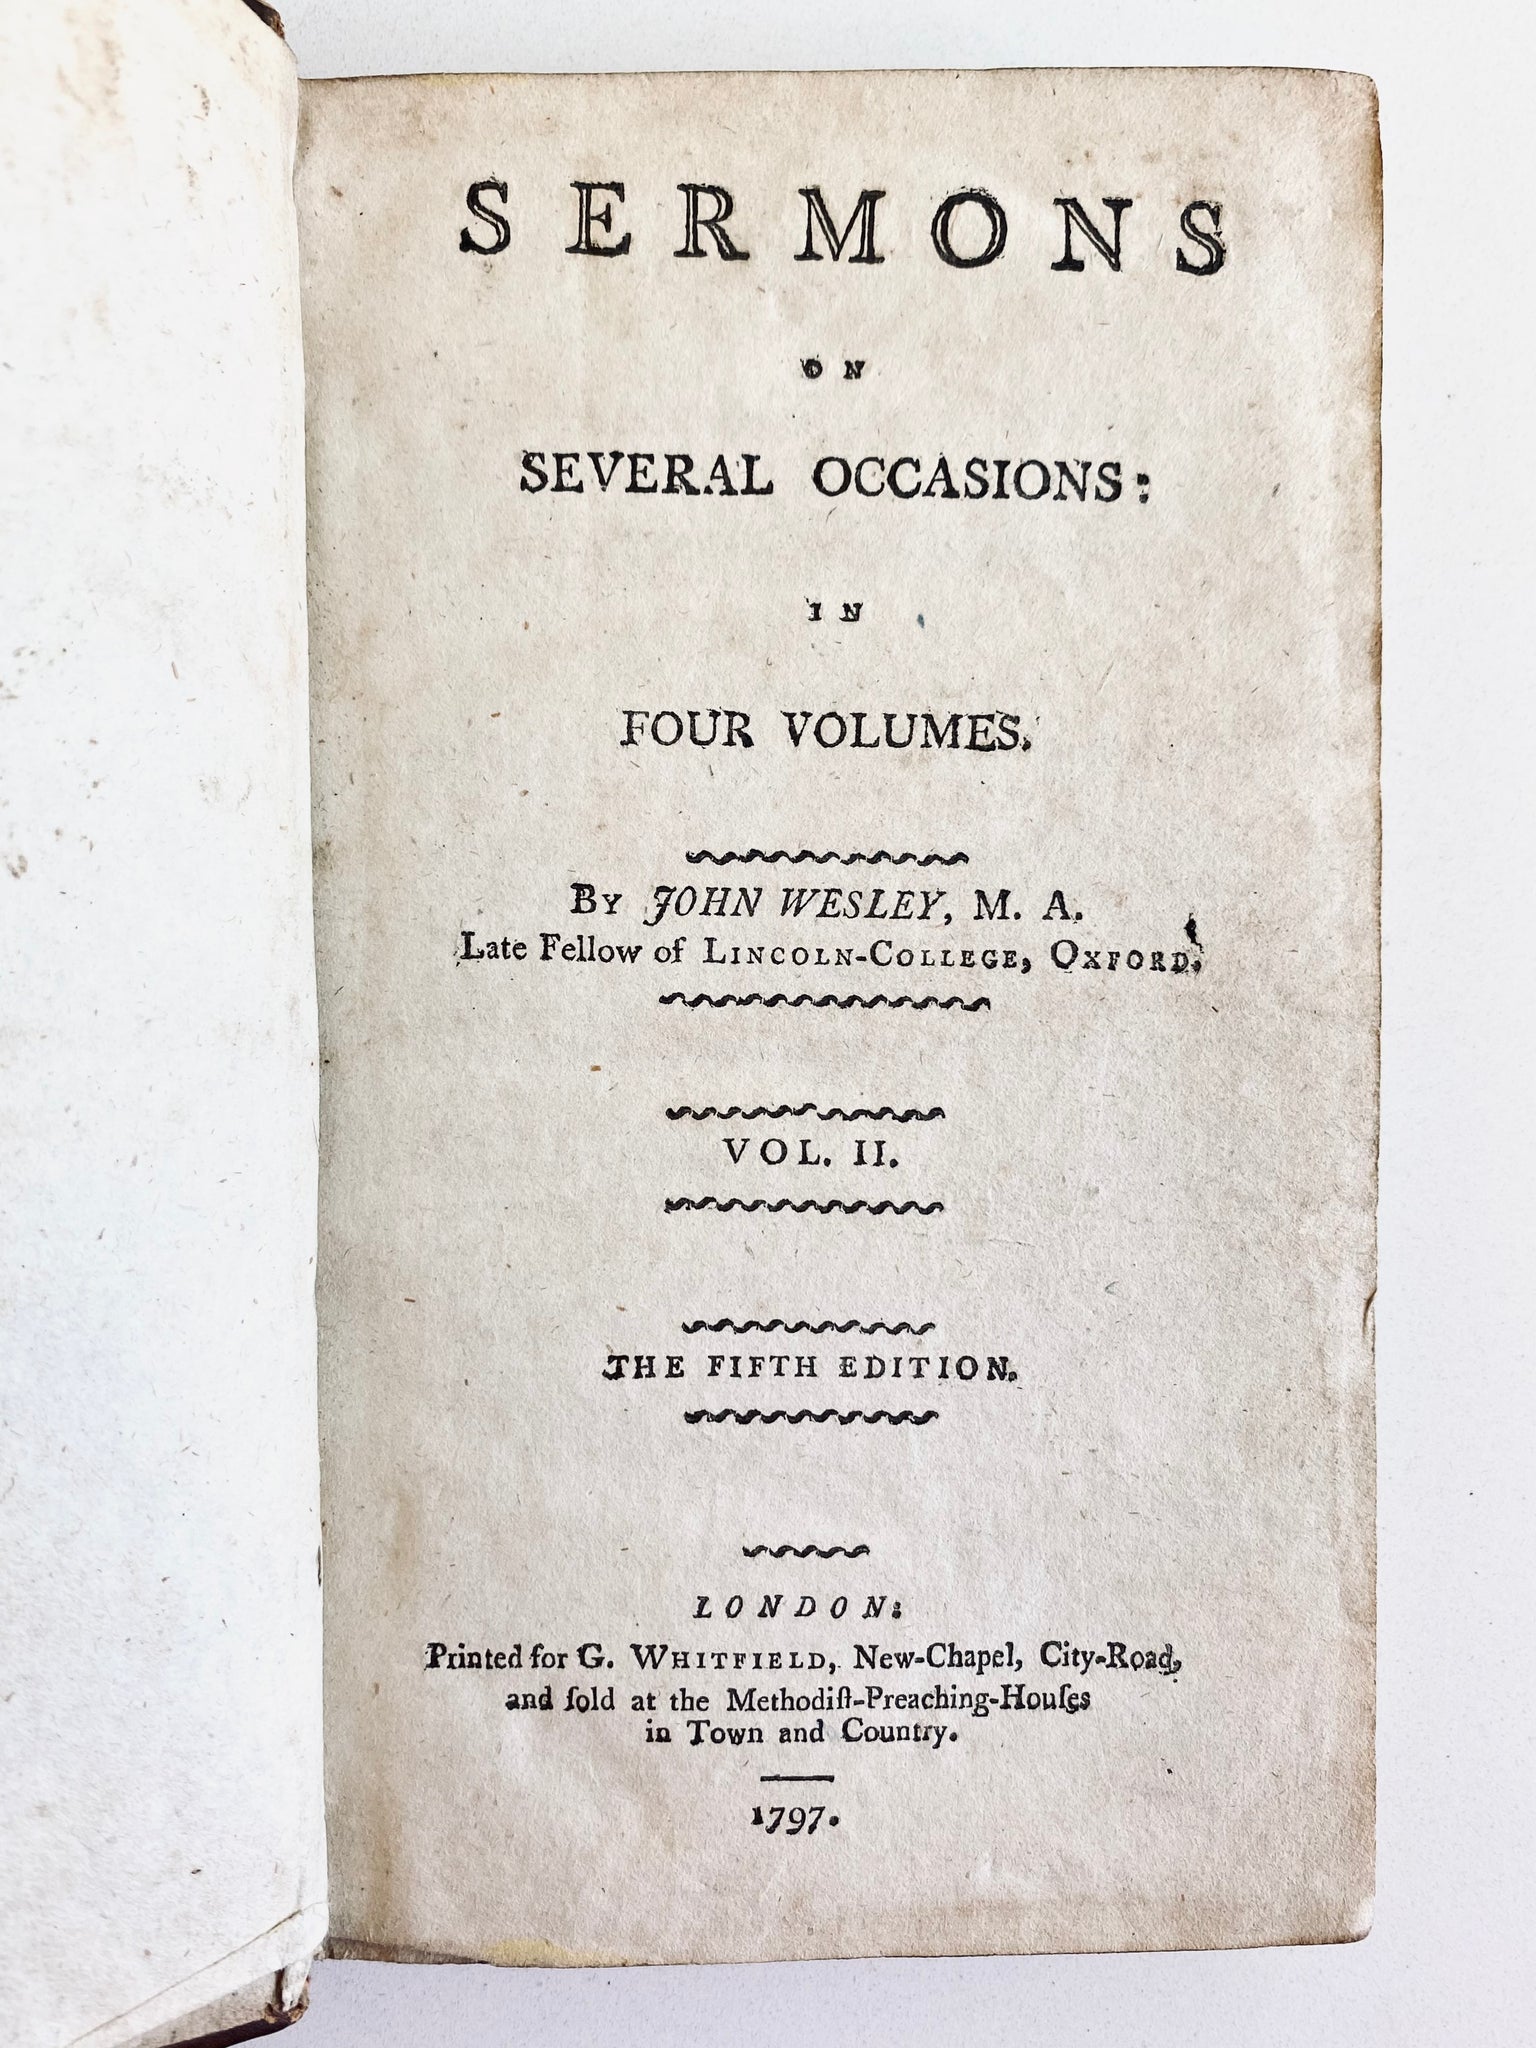 SERMONS
ON
SEVERAL OCCASIONS:
IN
FOUR VOLUMES.
By JOHN WESLEY, M. A.
Late Fellow of LINCOLN-COLLEGE, OXFORD.
VOL. II.
THE FIFTH EDITION.
LONDON:
Printed for G. WHITFIELD, New-Chapel, City-Road,
and ſold at the Methodiſt-Preaching-Houſes
in Town and Country.
1797.